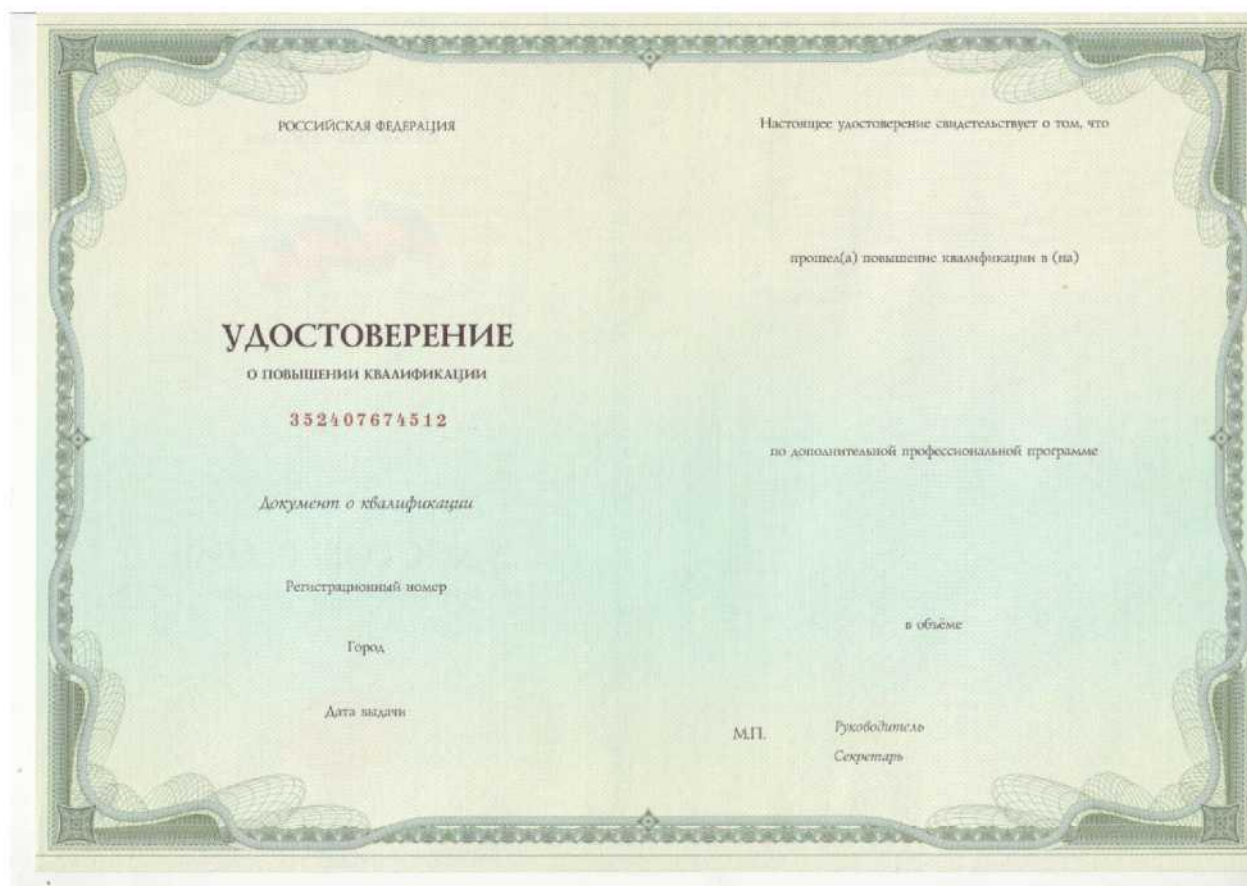 РОССИЙСКАЯ ФЕДЕРАЦИЯ
УДОСТОВЕРЕНИЕ
О ПОВЫШЕНИИ КВАЛИФИКАЦИИ
352407674512
Документ о квалификации
Регистрационный номер
Город
Дата выдачи
Настоящее удостоверение свидетельствует о том, что
прошел(а) повышение квалификации в (на)
по дополнительной профессиональной программе
в объёме
М.П.
Руководитель
Секретарь